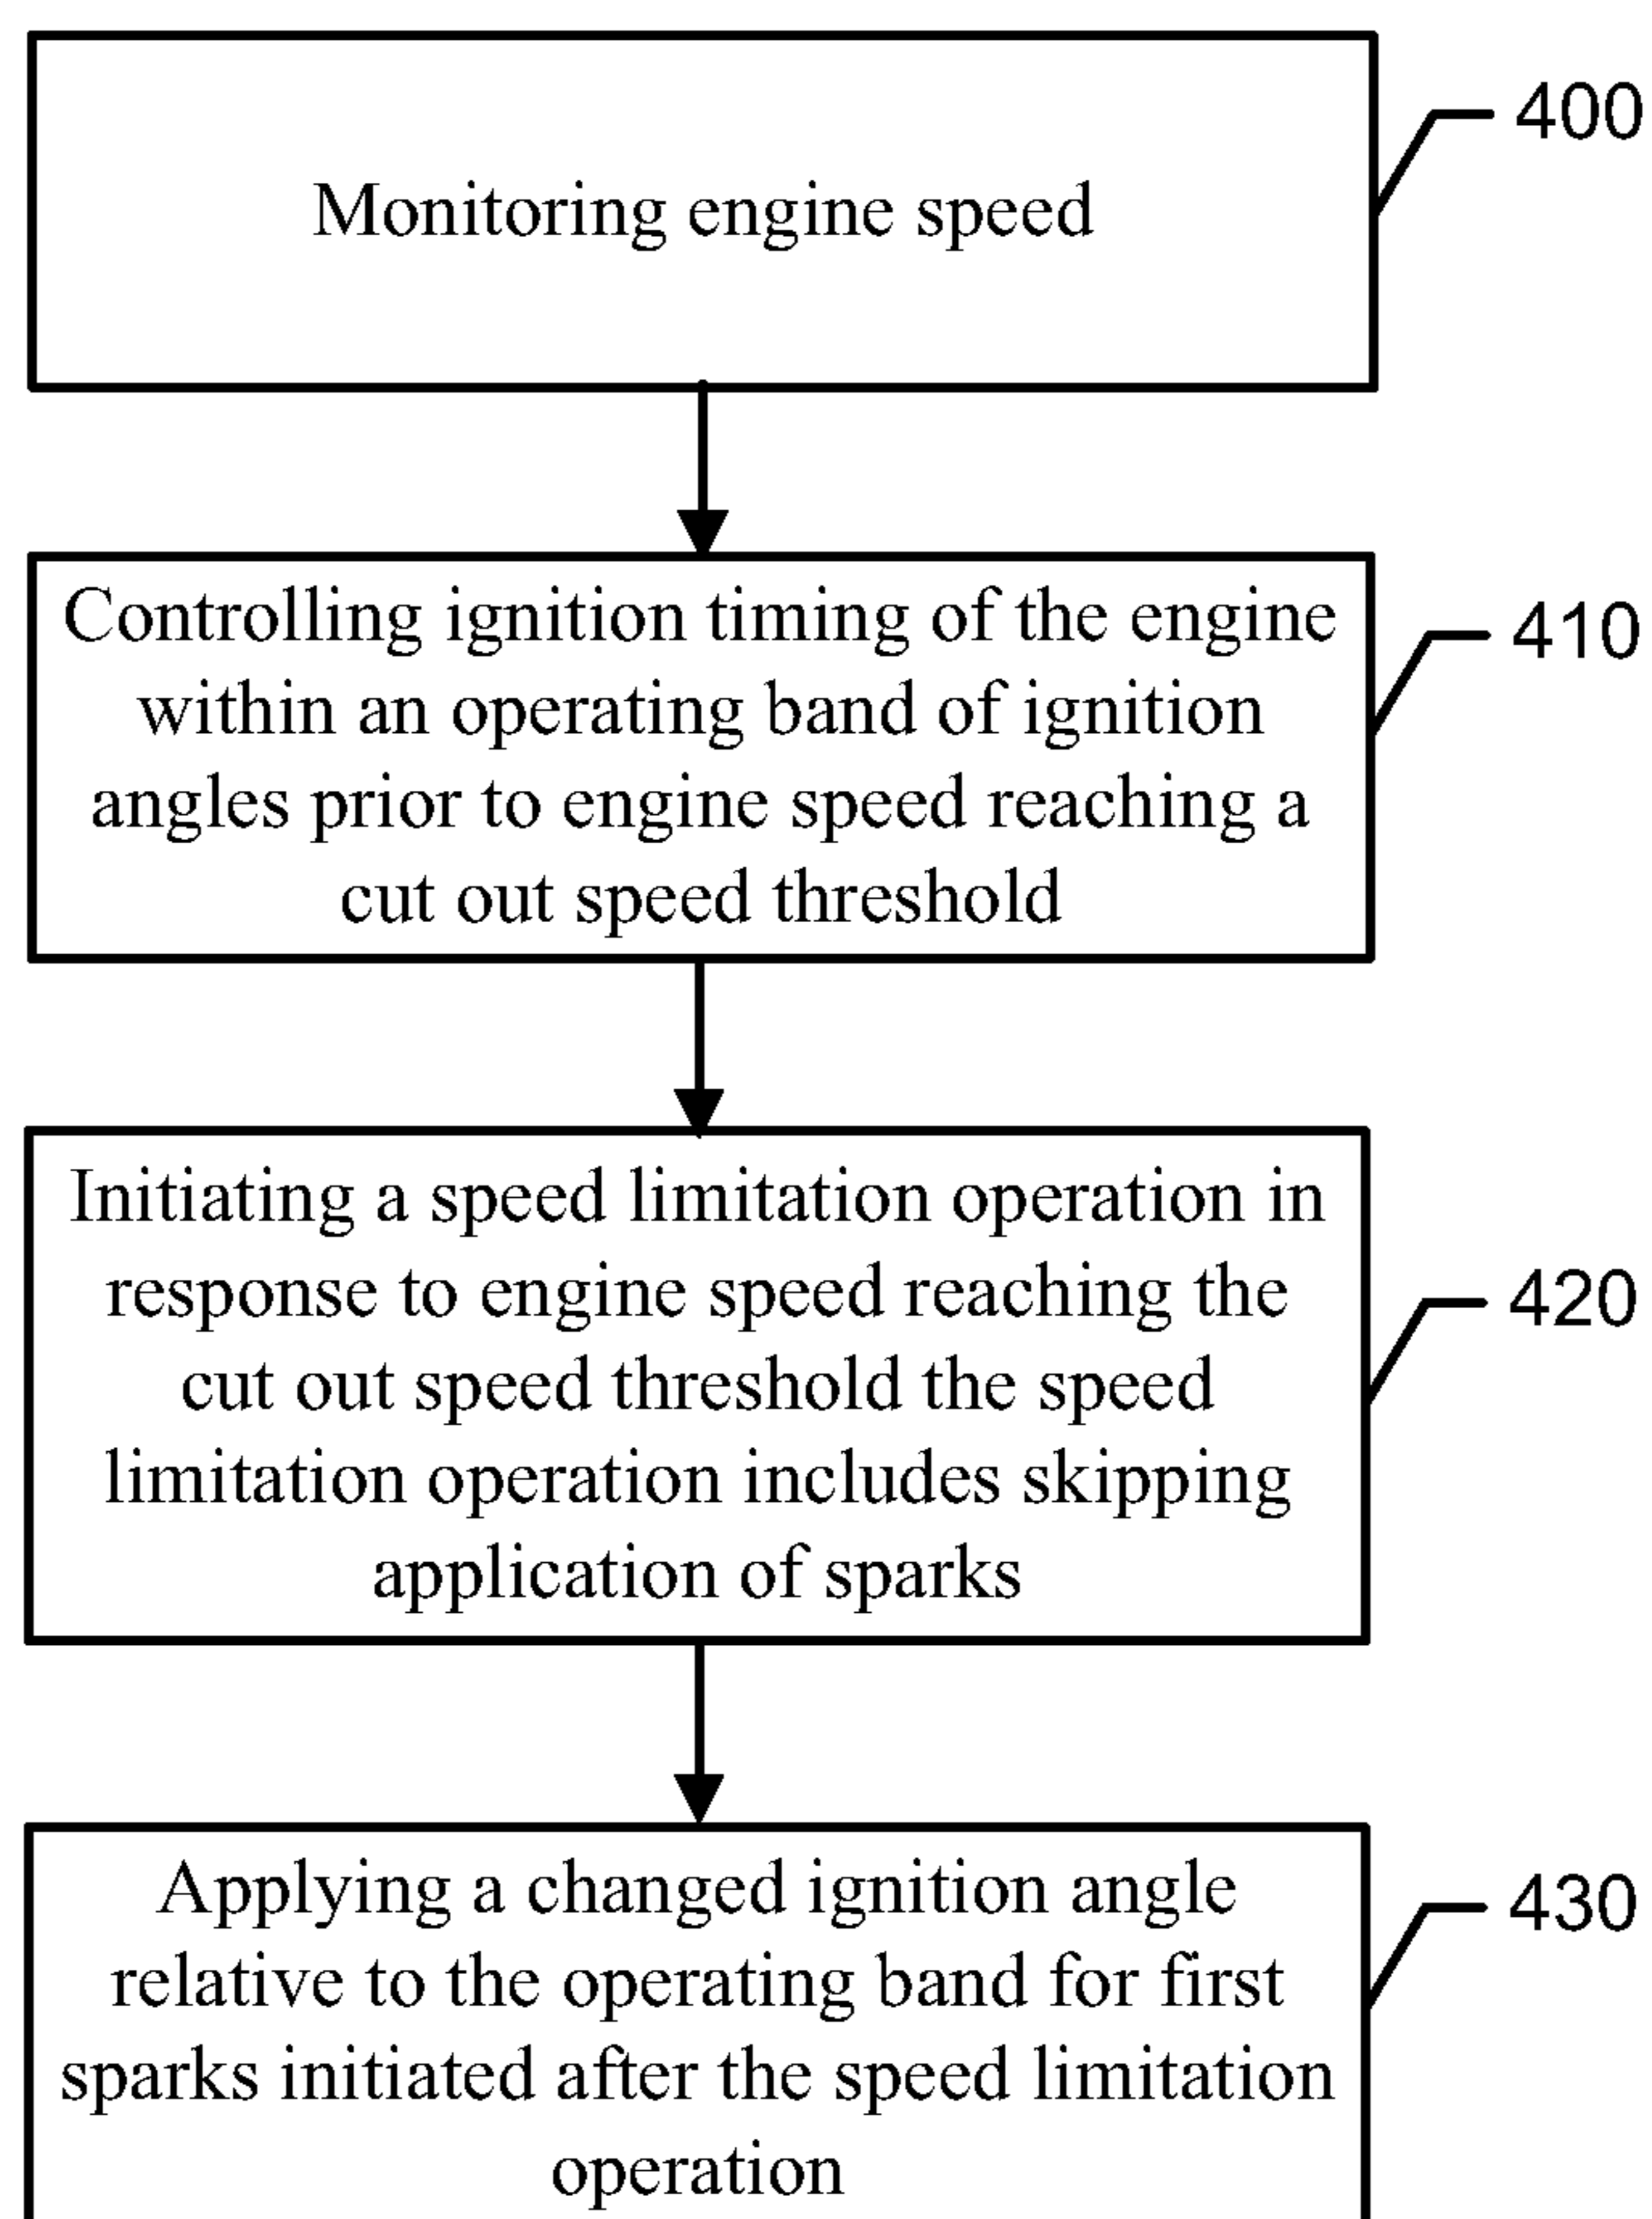 Monitoring engine speed
400
Controlling ignition timing of the engine
within an operating band of ignition
angles prior to engine speed reaching a
cut out speed threshold
410
Initiating a speed limitation operation in
response to engine speed reaching the
cut out speed threshold the speed
limitation operation includes skipping
application of sparks
420
Applying a changed ignition angle
relative to the operating band for first
sparks initiated after the speed limitation
operation
430